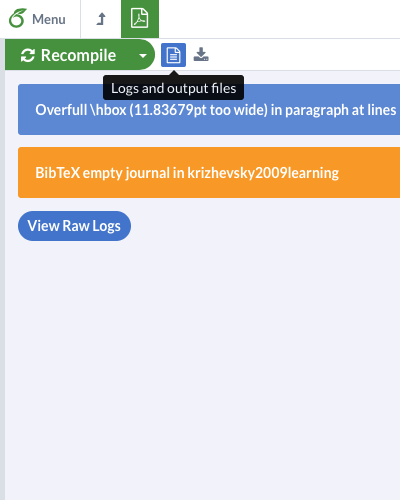 Menu
Recompile
Logs and output files
Overfull \hbox (11.83679pt too wide) in paragraph at lines
BibTeX empty journal in krizhevsky2009learning
View Raw Logs